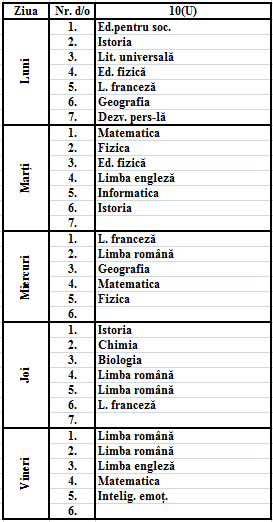 Ziua Nr. d/o 10(U)
Luni
1. Ed.pentru soc.
2. Istoria
3. Lit. universală
4. Ed. fizică
5. L. franceză
6. Geografia
7. Dezv. pers-lă
Marți
1. Matematica
2. Fizica
3. Ed. fizică
4. Limba engleză
5. Informatica
6. Istoria
7.
Miercuri
1. L. franceză
2. Limba română
3. Geografia
4. Matematica
5. Fizica
6.
Joi
1. Istoria
2. Chimia
3. Biologia
4. Limba română
5. Limba română
6. L. franceză
7.
Vineri
1. Limba română
2. Limba română
3. Limba engleză
4. Matematica
5. Intelig. emoț.
6.